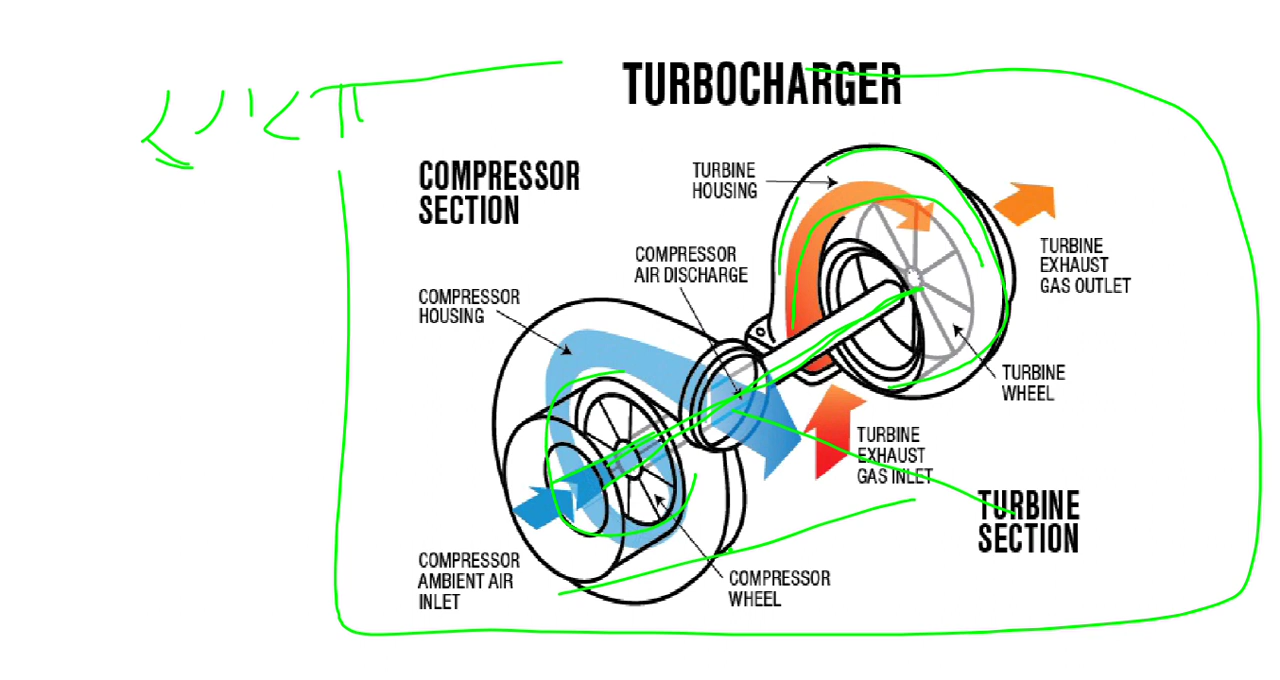 TURBOCHARGER
COMPRESSOR
SECTION
TURBINE
HOUSING
COMPRESSOR
AIR DISCHARGE
TURBINE
EXHAUST
GAS OUTLET
COMPRESSOR
HOUSING
TURBINE
WHEEL
TURBINE
EXHAUST
GAS INLET
TURBINE
SECTION
COMPRESSOR
AMBIENT AIR
INLET
COMPRESSOR
WHEEL